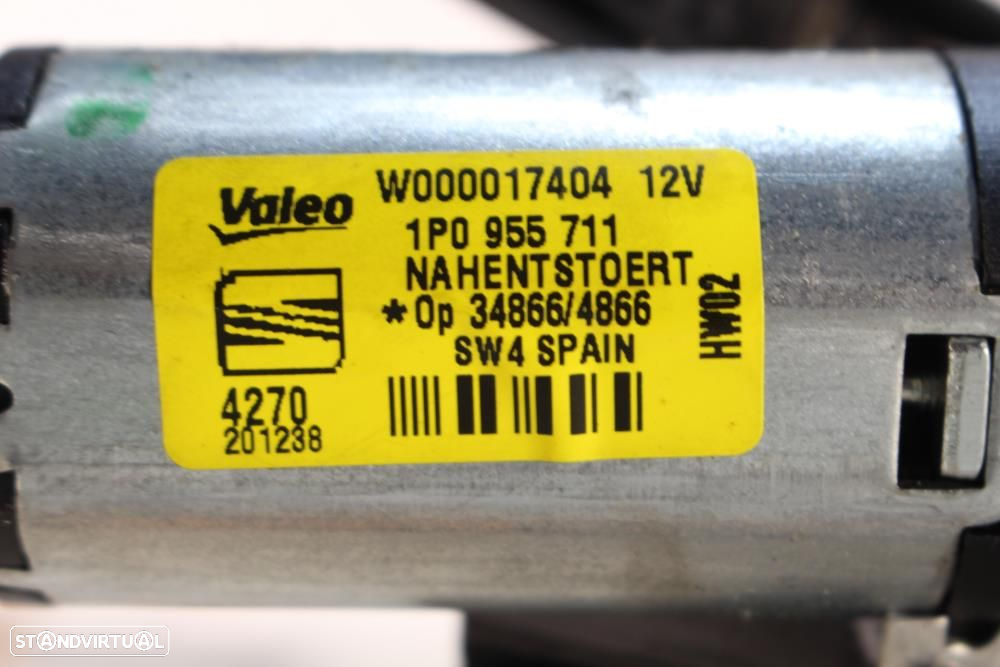 Valeo W000017404 12V
1P0 955 711
NAHENTSTOERT
*Op 34866/4866
SW4 SPAIN
HW02
4270
201238
STANDVIRTUAL